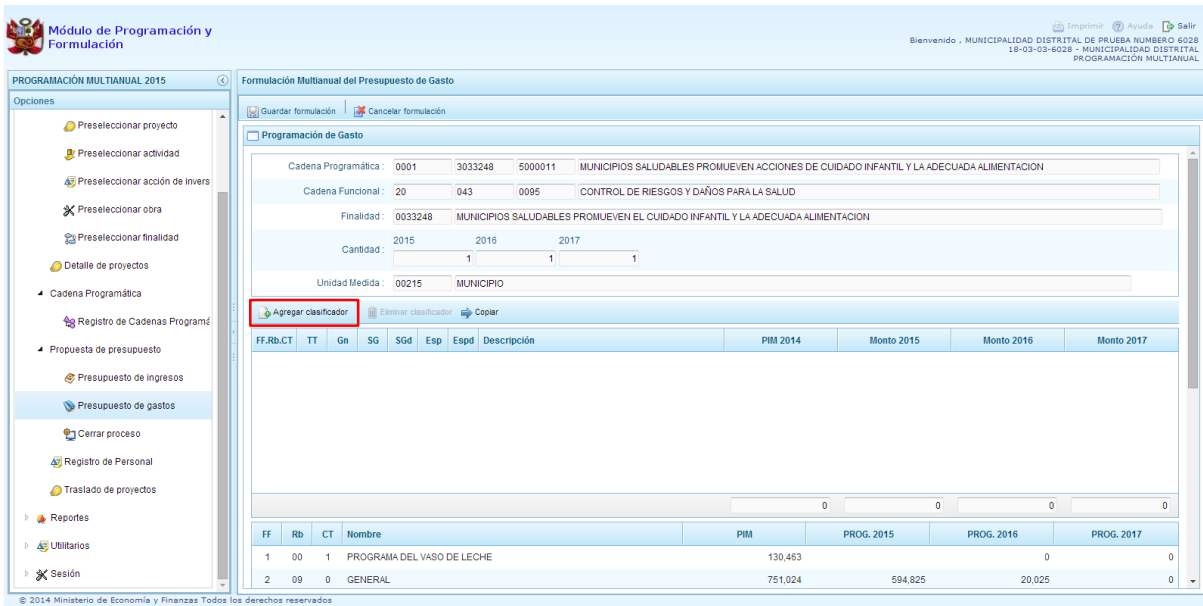 Módulo de Programación y
Formulación
Imprimir Ayuda Salir
Bienvenido , MUNICIPALIDAD DISTRITAL DE PRUEBA NUMBERO 6028
18-03-03-6028 - MUNICIPALIDAD DISTRITAL
PROGRAMACIÓN MULTIANUAL
PROGRAMACIÓN MULTIANUAL 2015
Opciones
Preseleccionar proyecto
Preseleccionar actividad
Preseleccionar acción de invers
Preseleccionar obra
Preseleccionar finalidad
Detalle de proyectos
Cadena Programática
Registro de Cadenas Programá
Propuesta de presupuesto
Presupuesto de ingresos
Presupuesto de gastos
Cerrar proceso
Registro de Personal
Traslado de proyectos
Reportes
Utilitarios
Sesión
Formulación Multianual del Presupuesto de Gasto
Guardar formulación Cancelar formulación
Programación de Gasto
Cadena Programática : 0001 3033248 5000011 MUNICIPIOS SALUDABLES PROMUEVEN ACCIONES DE CUIDADO INFANTIL Y LA ADECUADA ALIMENTACION
Cadena Funcional : 20 043 0095 CONTROL DE RIESGOS Y DAÑOS PARA LA SALUD
Finalidad : 0033248 MUNICIPIOS SALUDABLES PROMUEVEN EL CUIDADO INFANTIL Y LA ADECUADA ALIMENTACION
2015 2016 2017
Cantidad : 1 1 1
Unidad Medida : 00215 MUNICIPIO
Agregar clasificador Eliminar clasificador Copiar
FF.Rb.CT TT Gn SG SGd Esp Espd Descripción PIM 2014 Monto 2015 Monto 2016 Monto 2017
0 0 0 0
FF Rb CT Nombre PIM PROG. 2015 PROG. 2016 PROG. 2017
1 00 1 PROGRAMA DEL VASO DE LECHE 130,463 0 0
2 09 0 GENERAL 751,024 594,825 20,025 0
© 2014 Ministerio de Economía y Finanzas Todos los derechos reservados